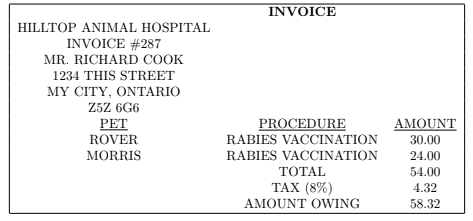 INVOICE
HILLTOP ANIMAL HOSPITAL
INVOICE #287
MR. RICHARD COOK
1234 THIS STREET
MY CITY, ONTARIO
Z5Z 6G6
PET PROCEDURE AMOUNT
ROVER RABIES VACCINATION 30.00
MORRIS RABIES VACCINATION 24.00
TOTAL 54.00
TAX (8%) 4.32
AMOUNT OWING 58.32